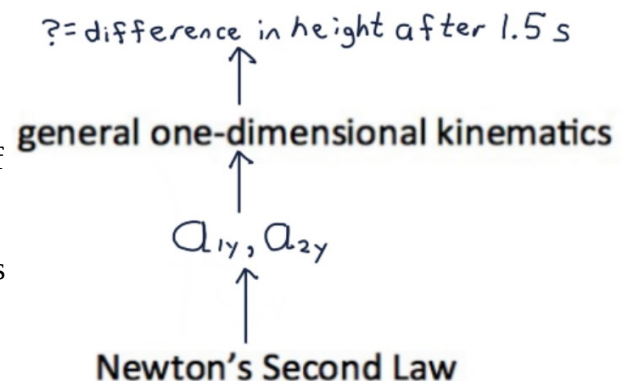 ?= difference in height after 1.5 s
general one-dimensional kinematics
a1y, a2y
Newton's Second Law